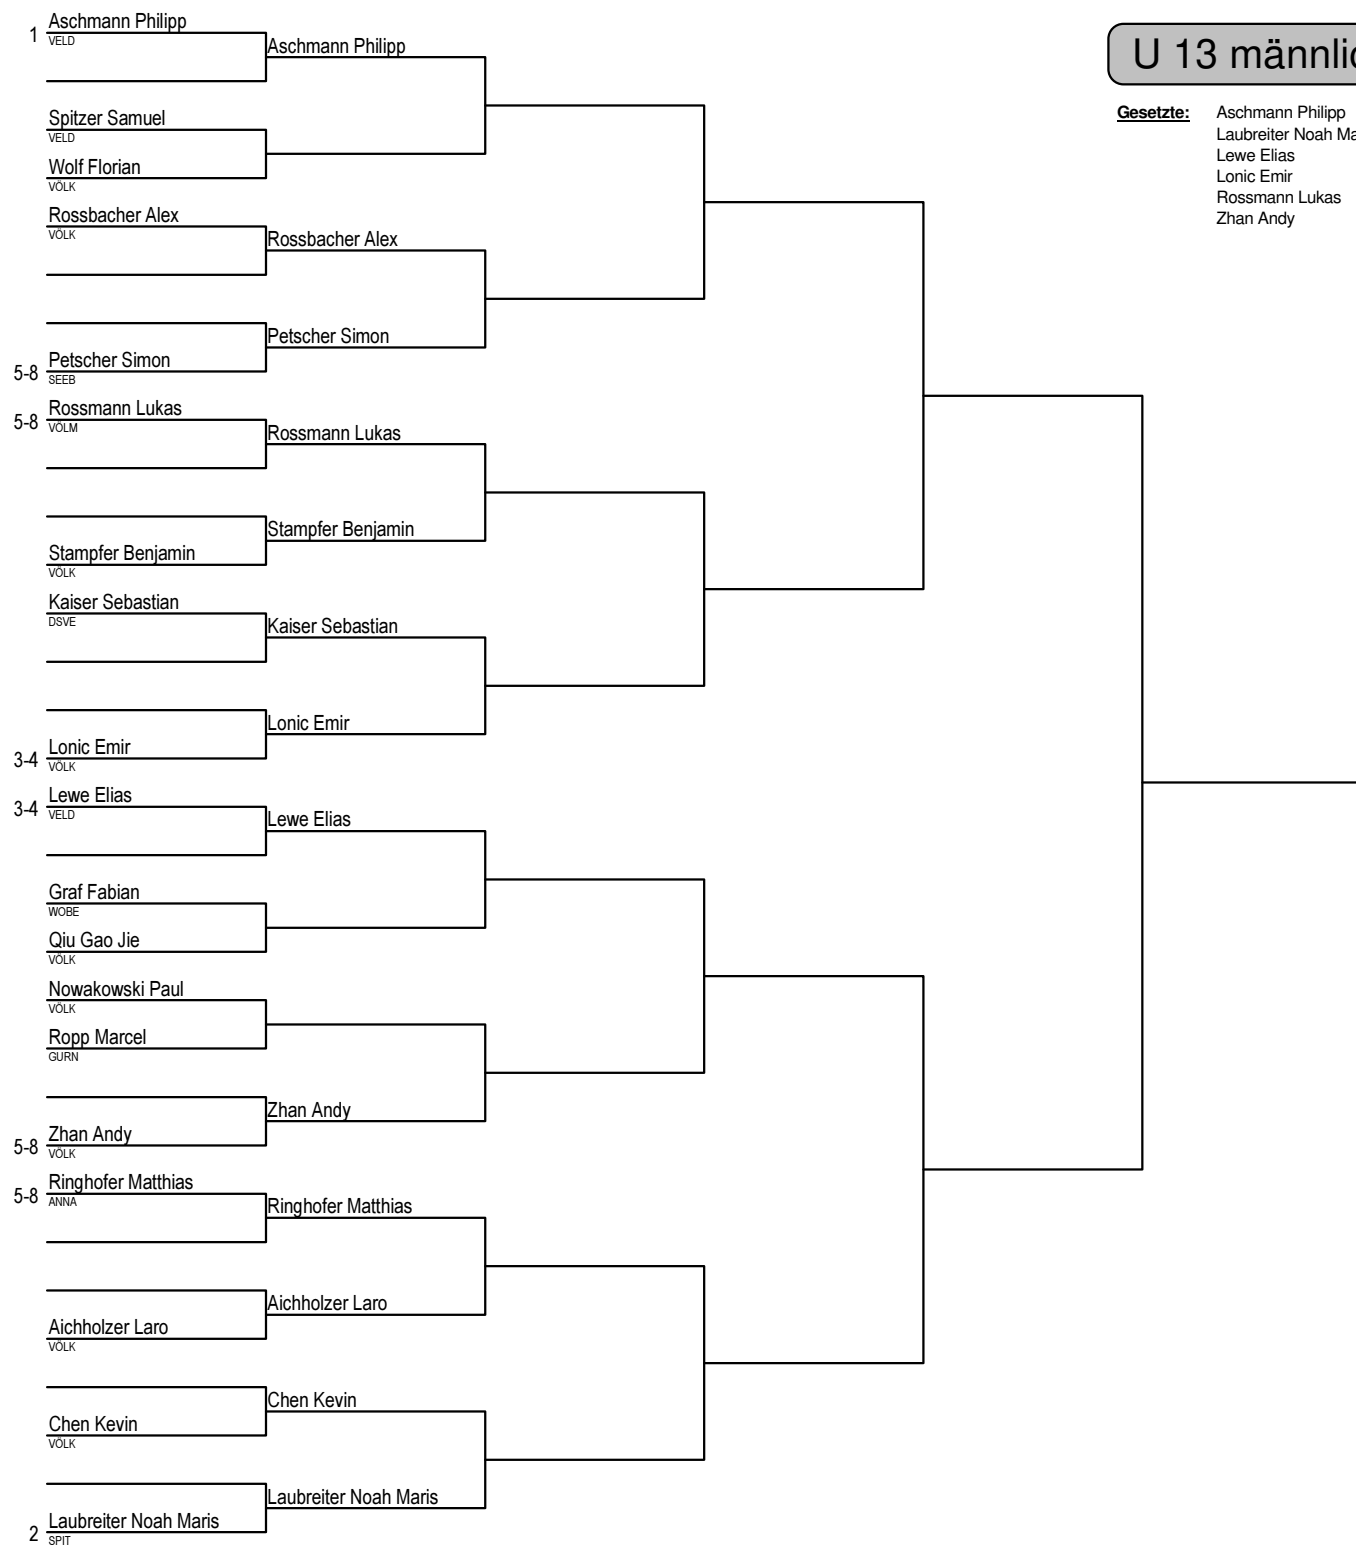 U 13 männlic
Gesetzte:
Aschmann Philipp
Laubreiter Noah Ma
Lewe Elias
Lonic Emir
Rossmann Lukas
Zhan Andy
1
Aschmann Philipp
VELD
Aschmann Philipp
Spitzer Samuel
VELD
Wolf Florian
VÖLK
Rossbacher Alex
VÖLK
Rossbacher Alex
Petscher Simon
5-8
Petscher Simon
SEEB
5-8
Rossmann Lukas
VÖLM
Rossmann Lukas
Stampfer Benjamin
Stampfer Benjamin
VÖLK
Kaiser Sebastian
DSVE
Kaiser Sebastian
Lonic Emir
3-4
Lonic Emir
VÖLK
3-4
Lewe Elias
VELD
Lewe Elias
Graf Fabian
WOBE
Qiu Gao Jie
VÖLK
Nowakowski Paul
VÖLK
Ropp Marcel
GURN
Zhan Andy
5-8
Zhan Andy
VÖLK
5-8
Ringhofer Matthias
ANNA
Ringhofer Matthias
Aichholzer Laro
Aichholzer Laro
VÖLK
Chen Kevin
Chen Kevin
VÖLK
Laubreiter Noah Maris
2
Laubreiter Noah Maris
SPIT